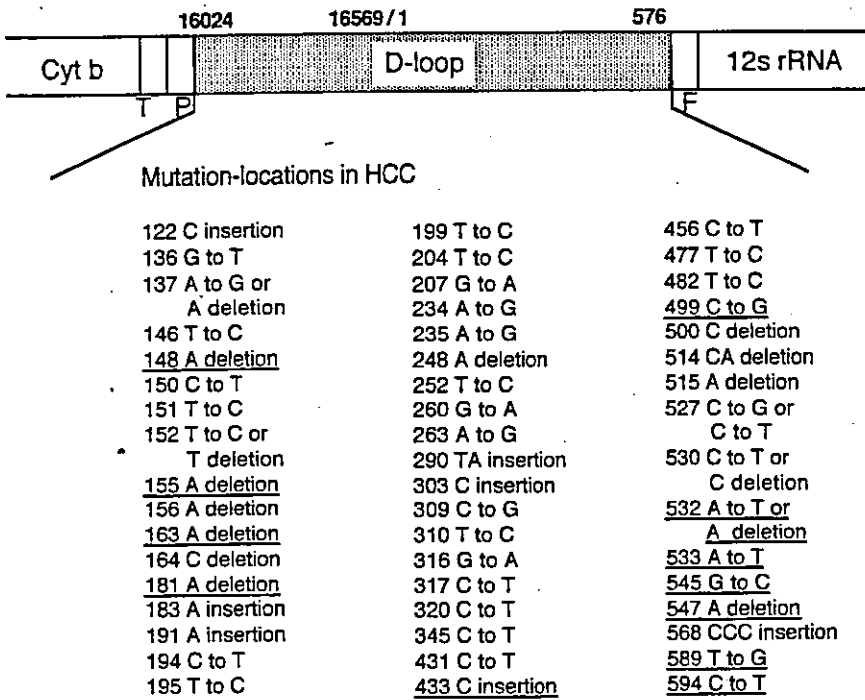 16024 16569/1 576
Cyt b D-loop 12s rRNA
T P F
Mutation-locations in HCC
122 C insertion
136 G to T
137 A to G or
A deletion
146 T to C
148 A deletion
150 C to T
151 T to C
152 T to C or
T deletion
155 A deletion
156 A deletion
163 A deletion
164 C deletion
181 A deletion
183 A insertion
191 A insertion
194 C to T
195 T to C
199 T to C
204 T to C
207 G to A
234 A to G
235 A to G
248 A deletion
252 T to C
260 G to A
263 A to G
290 TA insertion
303 C insertion
309 C to G
310 T to C
316 G to A
317 C to T
320 C to T
345 C to T
431 C to T
433 C insertion
456 C to T
477 T to C
482 T to C
499 C to G
500 C deletion
514 CA deletion
515 A deletion
527 C to G or
C to T
530 C to T or
C deletion
532 A to T or
A deletion
533 A to T
545 G to C
547 A deletion
568 CCC insertion
589 T to G
594 C to T